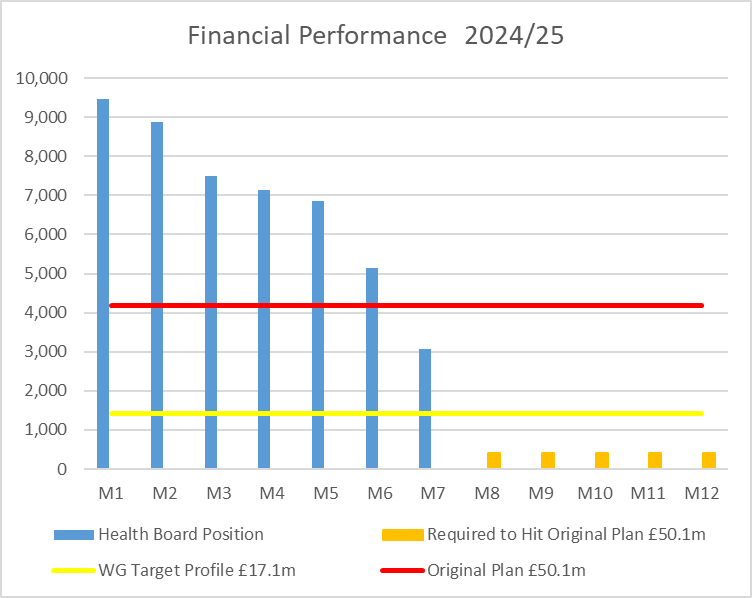 Financial Performance 2024/25
10,000
9,000
8,000
7,000
6,000
5,000
4,000
3,000
2,000
1,000
0
M1 M2 M3 M4 M5 M6 M7 M8 M9 M10 M11 M12
Health Board Position Required to Hit Original Plan £50.1m
WG Target Profile £17.1m Original Plan £50.1m